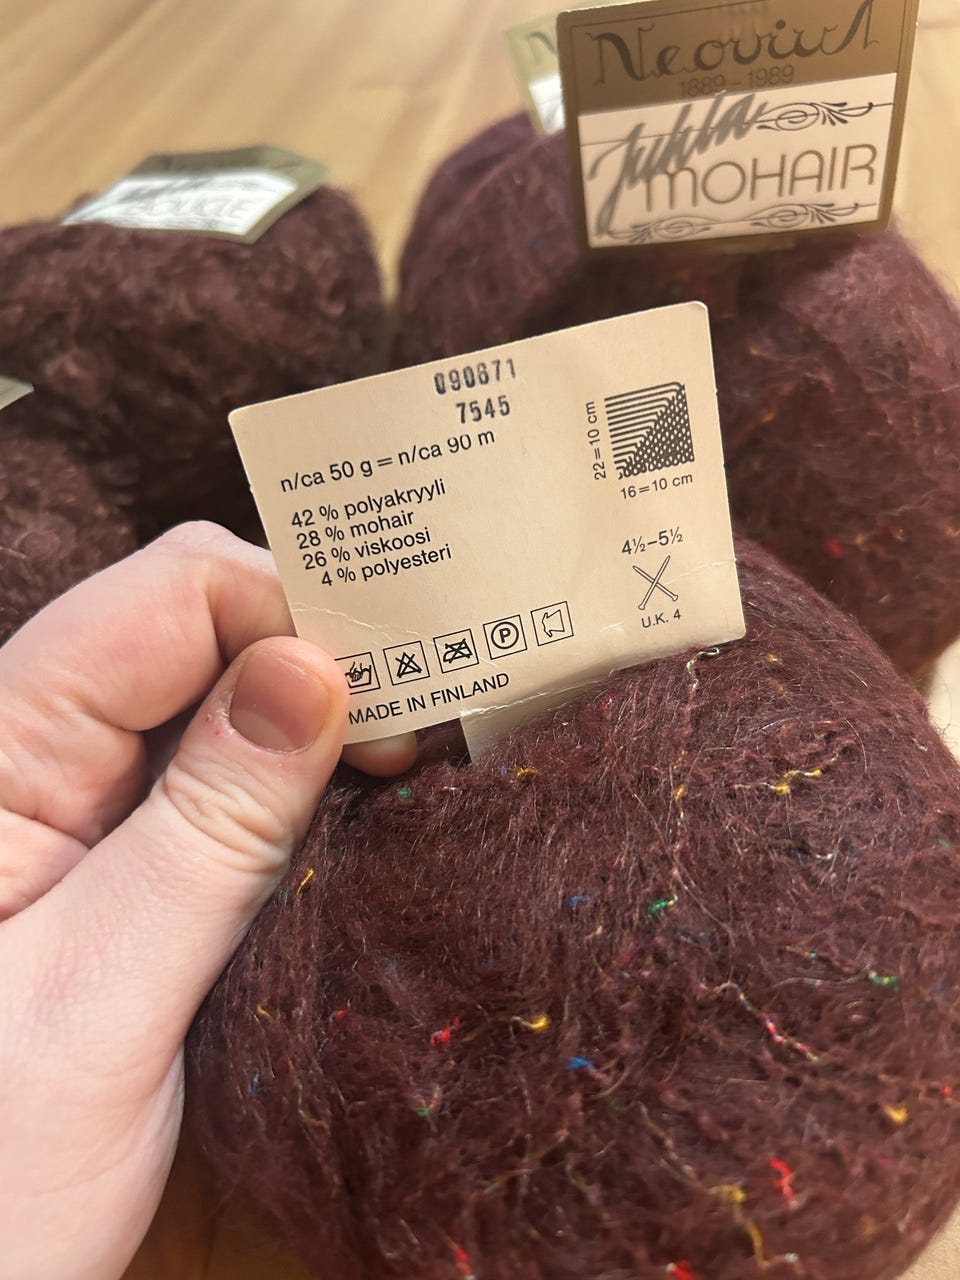 Neovius
1889-1989
Juhla
MOHAIR
090671
7545
n/ca 50 g = n/ca 90 m
42 % polyakryyli
28 % mohair
26 % viskoosi
4 % polyesteri
22=10 cm
16=10 cm
4½-5½
U.K. 4
P
MADE IN FINLAND